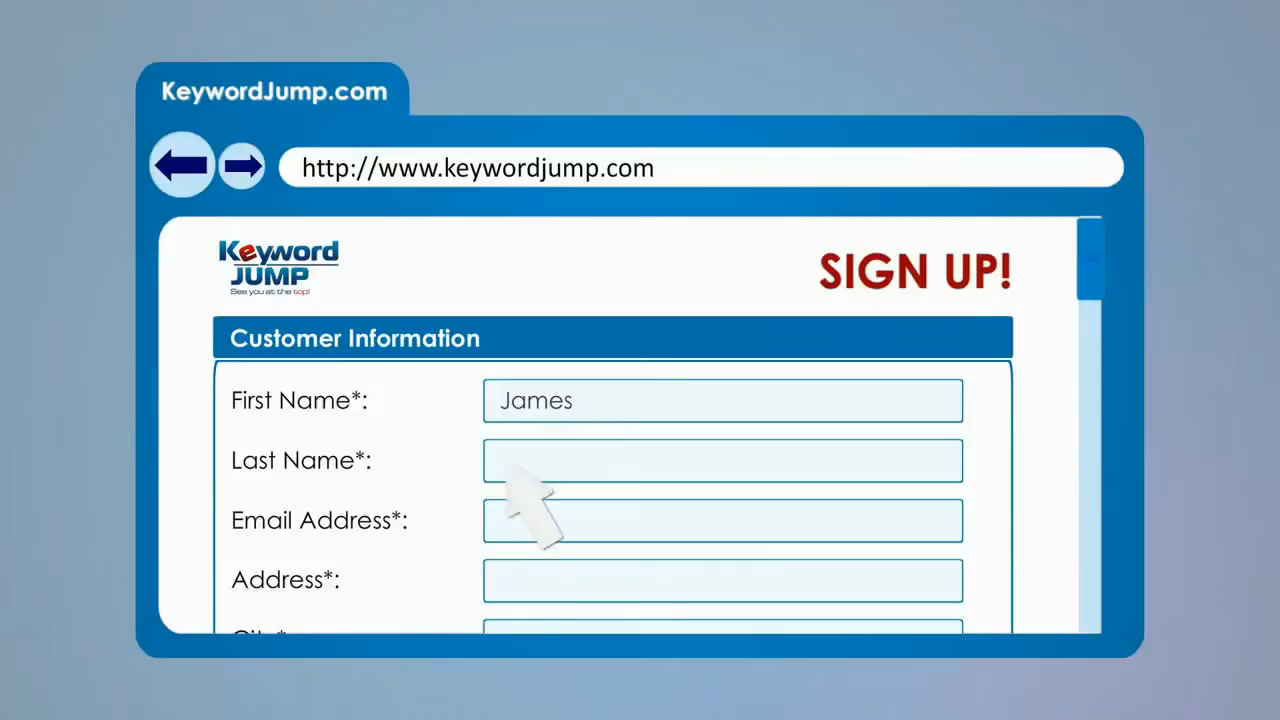 KeywordJump.com
http://www.keywordjump.com
Keyword
JUMP
See you at the top!
SIGN UP!
Customer Information
First Name*: James
Last Name*:
Email Address*:
Address*: